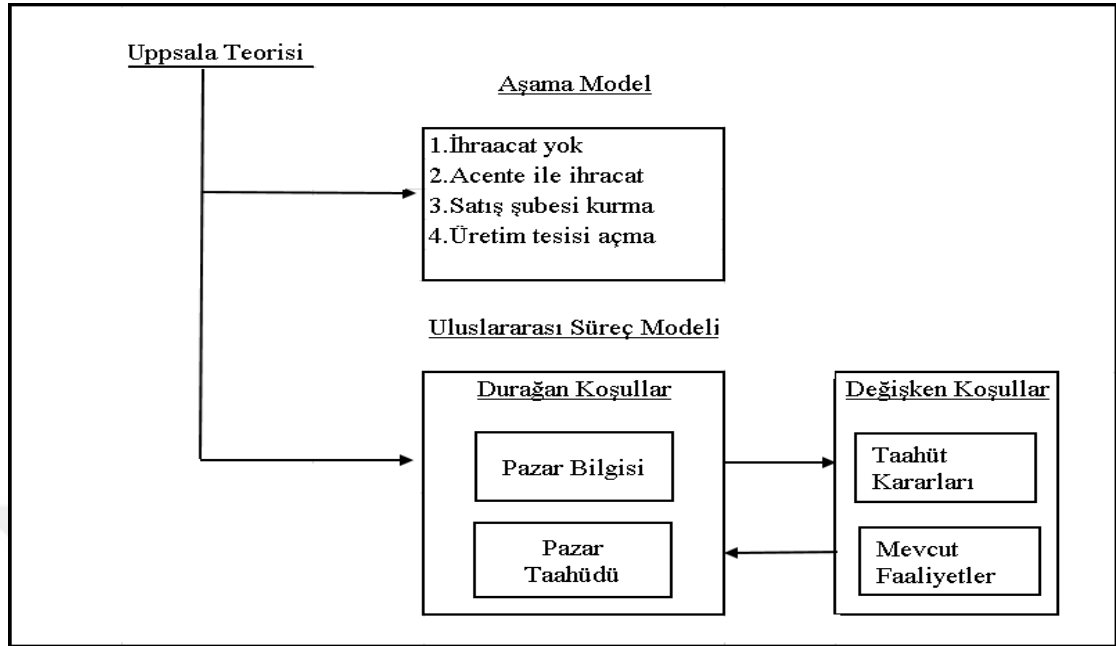 Uppsala Teorisi
Aşama Model
1.İhraacat yok
2.Acente ile ihracat
3.Satış şubesi kurma
4.Üretim tesisi açma
Uluslararası Süreç Modeli
Durağan Koşullar
Pazar Bilgisi
Pazar
Taahüdü
Değişken Koşullar
Taahüt
Kararları
Mevcut
Faaliyetler